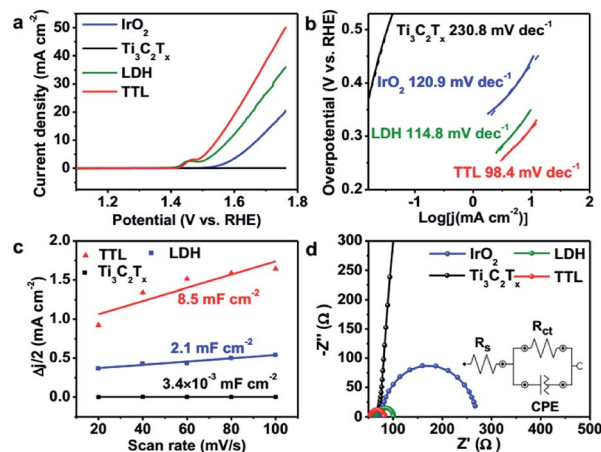 a
IrO₂
Ti₃C₂Tₓ
LDH
TTL
Current density (mA cm⁻²)
50
40
30
20
10
0
1.2
1.4
1.6
1.8
Potential (V vs. RHE)
b
Ti₃C₂Tₓ 230.8 mV dec⁻¹
IrO₂ 120.9 mV dec⁻¹
LDH 114.8 mV dec⁻¹
TTL 98.4 mV dec⁻¹
Overpotential (V vs. RHE)
0.5
0.4
0.3
0.2
-1
0
1
2
Log[j(mA cm⁻²)]
c
TTL
LDH
Ti₃C₂Tₓ
8.5 mF cm⁻²
2.1 mF cm⁻²
3.4×10⁻³ mF cm⁻²
Δj/2 (mA cm⁻²)
2.0
1.5
1.0
0.5
0.0
20
40
60
80
100
Scan rate (mV/s)
d
IrO₂
LDH
Ti₃C₂Tₓ
TTL
Rs
Rct
CPE
-Z'' (Ω)
300
250
200
150
100
50
0
50
100
200
300
400
500
Z' (Ω)